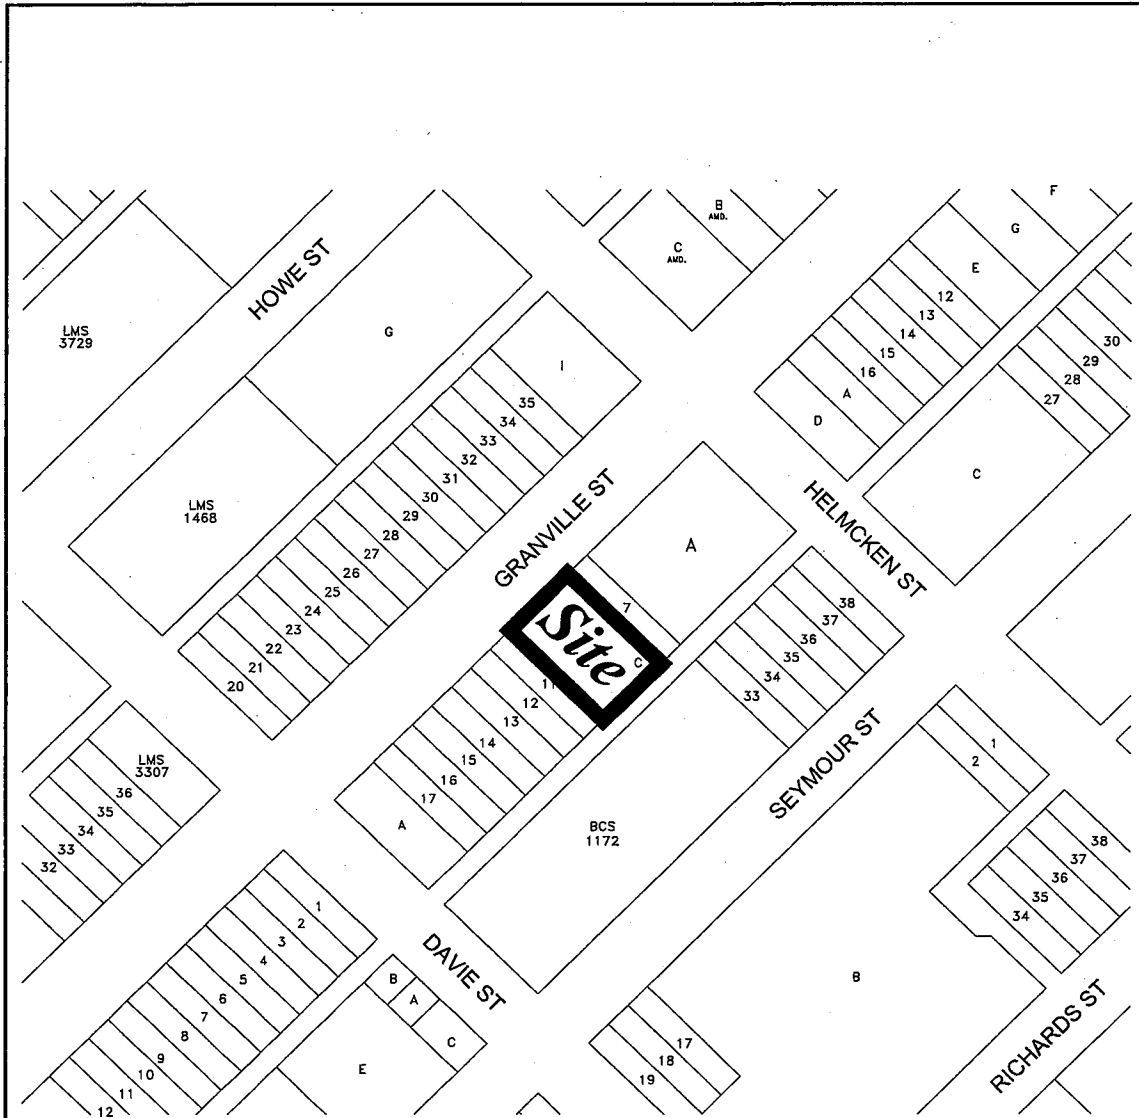 F
B
AMD.
G
C
AMD.
HOWE ST
E
12
13
14
15
16
A
D
30
29
28
27
C
LMS
3729
G
I
35
34
33
32
31
30
29
28
27
26
25
24
23
22
21
20
LMS
1468
GRANVILLE ST
HELMCKEN ST
A
7
Site
C
11
12
13
14
15
16
17
A
38
37
36
35
34
33
SEYMOUR ST
BCS
1172
1
2
LMS
3307
36
35
34
33
32
38
37
36
35
34
1
2
3
4
5
6
7
8
9
10
11
12
DAVIE ST
B
A
C
E
B
17
18
19
RICHARDS ST